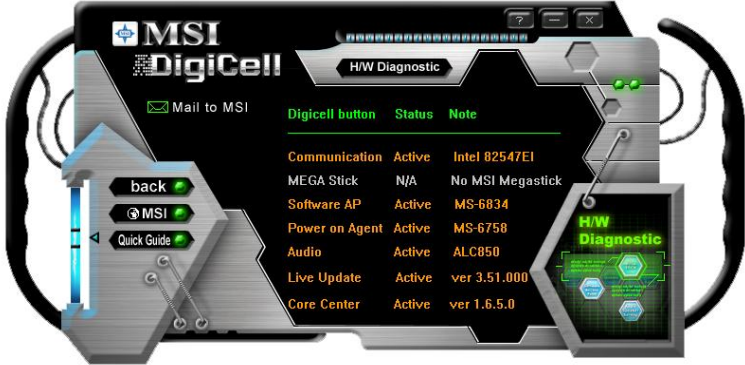 MSI
DigiCell
H/W Diagnostic
Mail to MSI
Digicell button Status Note
Communication Active Intel 82547EI
MEGA Stick N/A No MSI Megastick
Software AP Active MS-6834
Power on Agent Active MS-6758
Audio Active ALC850
Live Update Active ver 3.51.000
Core Center Active ver 1.6.5.0
back
MSI
Quick Guide
H/W
Diagnostic